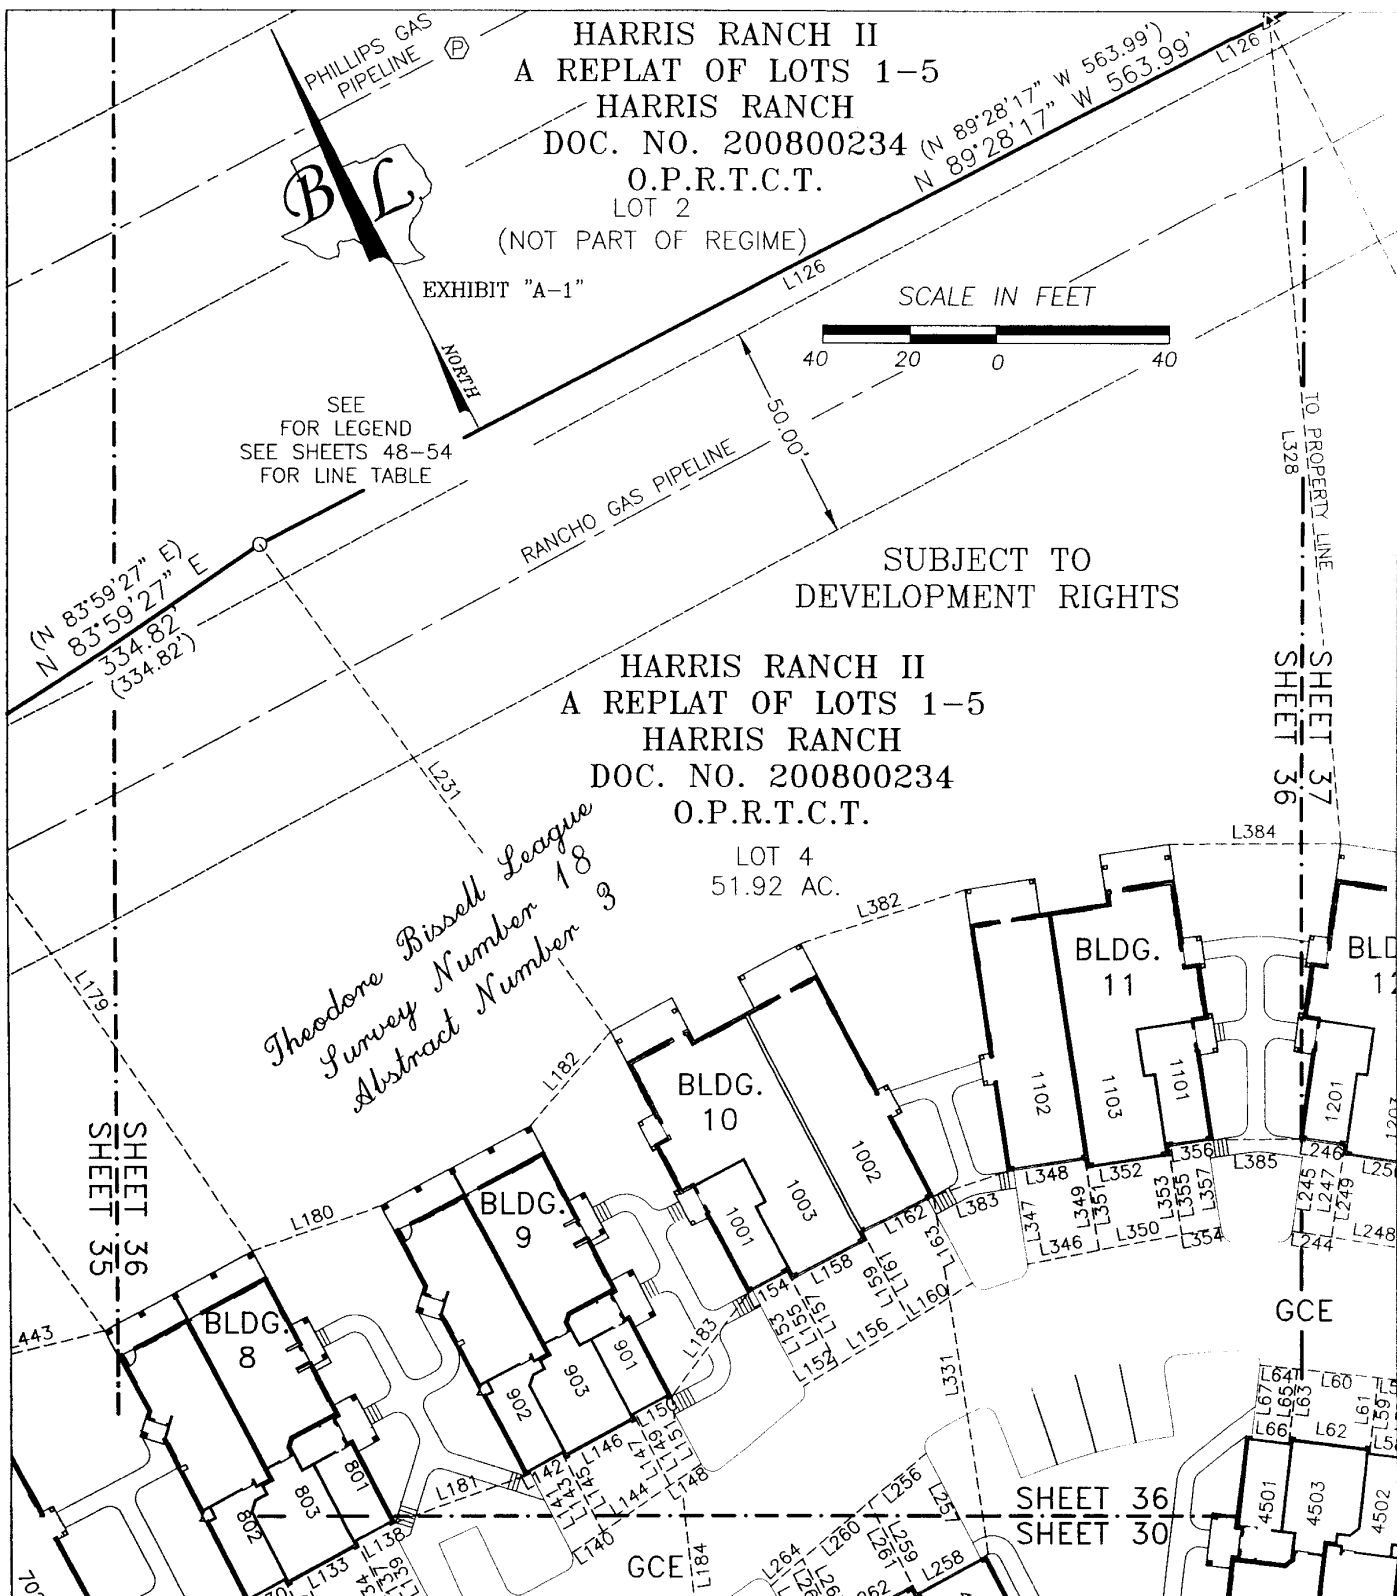 PHILLIPS GAS
PIPELINE
P
HARRIS RANCH II
A REPLAT OF LOTS 1-5
HARRIS RANCH
DOC. NO. 200800234
O.P.R.T.C.T.
LOT 2
(NOT PART OF REGIME)
(N 89°28'17" W 563.99')
N 89°28'17" W 563.99'
L126
L126
B L
EXHIBIT "A-1"
NORTH
SCALE IN FEET
40 20 0 40
SEE
FOR LEGEND
SEE SHEETS 48-54
FOR LINE TABLE
50.00'
RANCHO GAS PIPELINE
TO PROPERTY LINE
L328
(N 83°59'27" E)
N 83°59'27" E
334.82'
(334.82')
SUBJECT TO
DEVELOPMENT RIGHTS
HARRIS RANCH II
A REPLAT OF LOTS 1-5
HARRIS RANCH
DOC. NO. 200800234
O.P.R.T.C.T.
LOT 4
51.92 AC.
SHEET 37
SHEET 36
L231
Theodore Bissell League
Survey Number 18
Abstract Number 3
L179
L384
L382
L182
L180
SHEET 36
SHEET 35
BLDG.
11
1102
1103
1101
BLDG.
10
1001
1003
1002
BLDG.
9
902
903
901
BLDG.
8
802
803
801
1201
1203
L443
L348
L352
L356
L385
L246
L347
L349
L351
L353
L355
L357
L245
L247
L249
L346
L350
L354
L244
L248
L162
L383
L163
L158
L159
L161
L160
L154
L153
L155
L157
L156
L152
L183
L331
GCE
L150
L146
L142
L147
L149
L151
L141
L143
L145
L144
L148
L140
L181
L138
L133
L139
L184
GCE
L256
L257
L260
L259
L261
L264
L258
L64
L60
L67
L65
L63
L61
L59
L66
L62
4501
4503
4502
SHEET 36
SHEET 30